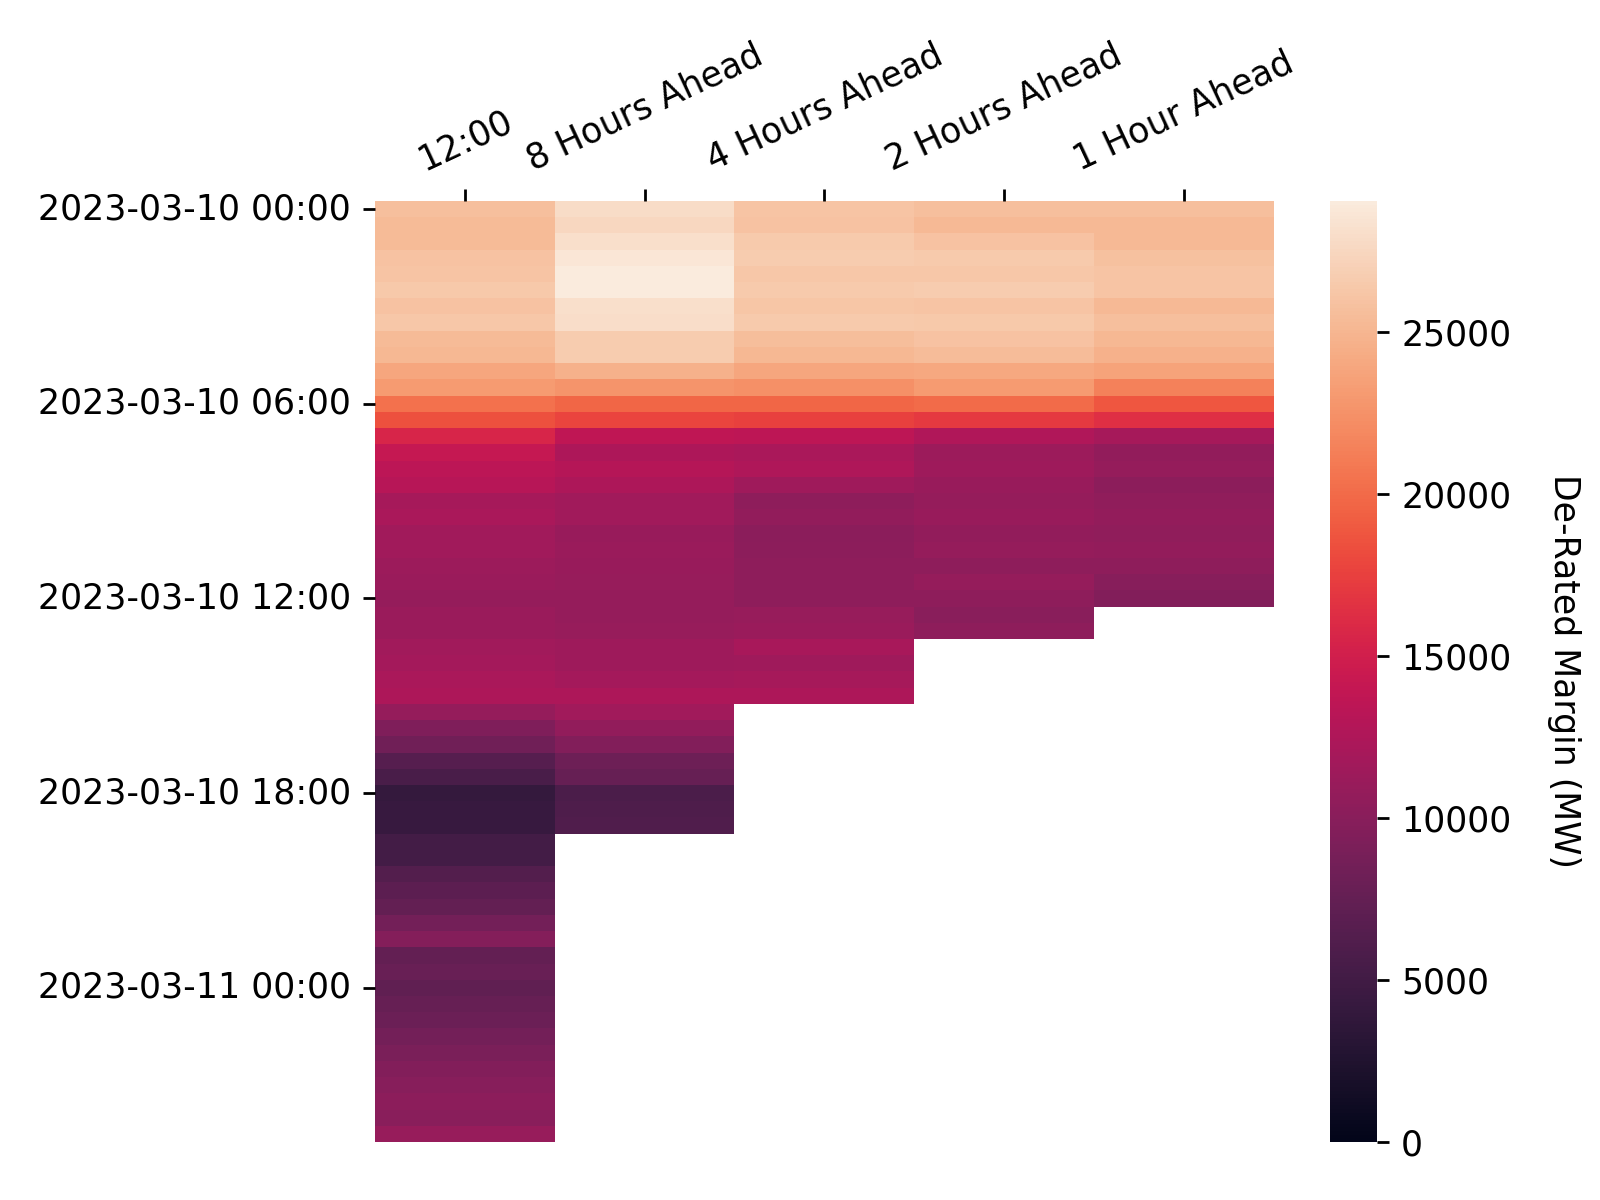 12:00
8 Hours Ahead
4 Hours Ahead
2 Hours Ahead
1 Hour Ahead
2023-03-10 00:00
2023-03-10 06:00
2023-03-10 12:00
2023-03-10 18:00
2023-03-11 00:00
25000
20000
15000
10000
5000
0
De-Rated Margin (MW)